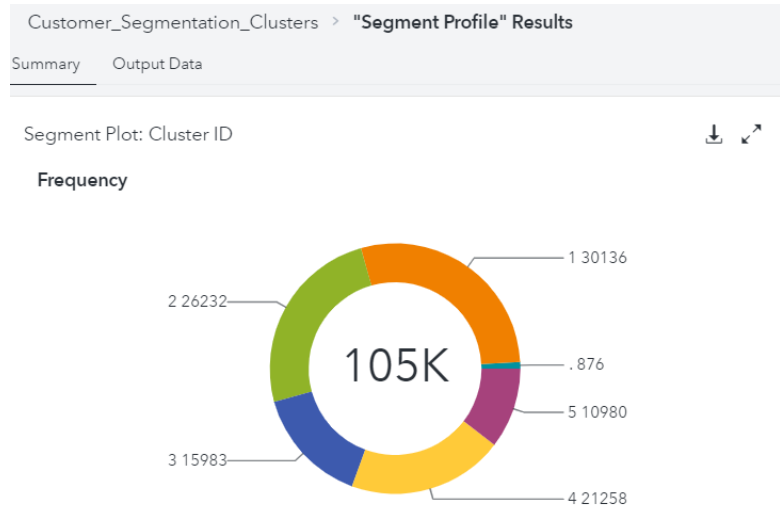 Customer_Segmentation_Clusters > "Segment Profile" Results
Summary Output Data
Segment Plot: Cluster ID
Frequency
1 30136
2 26232
105K
. 876
5 10980
3 15983
4 21258